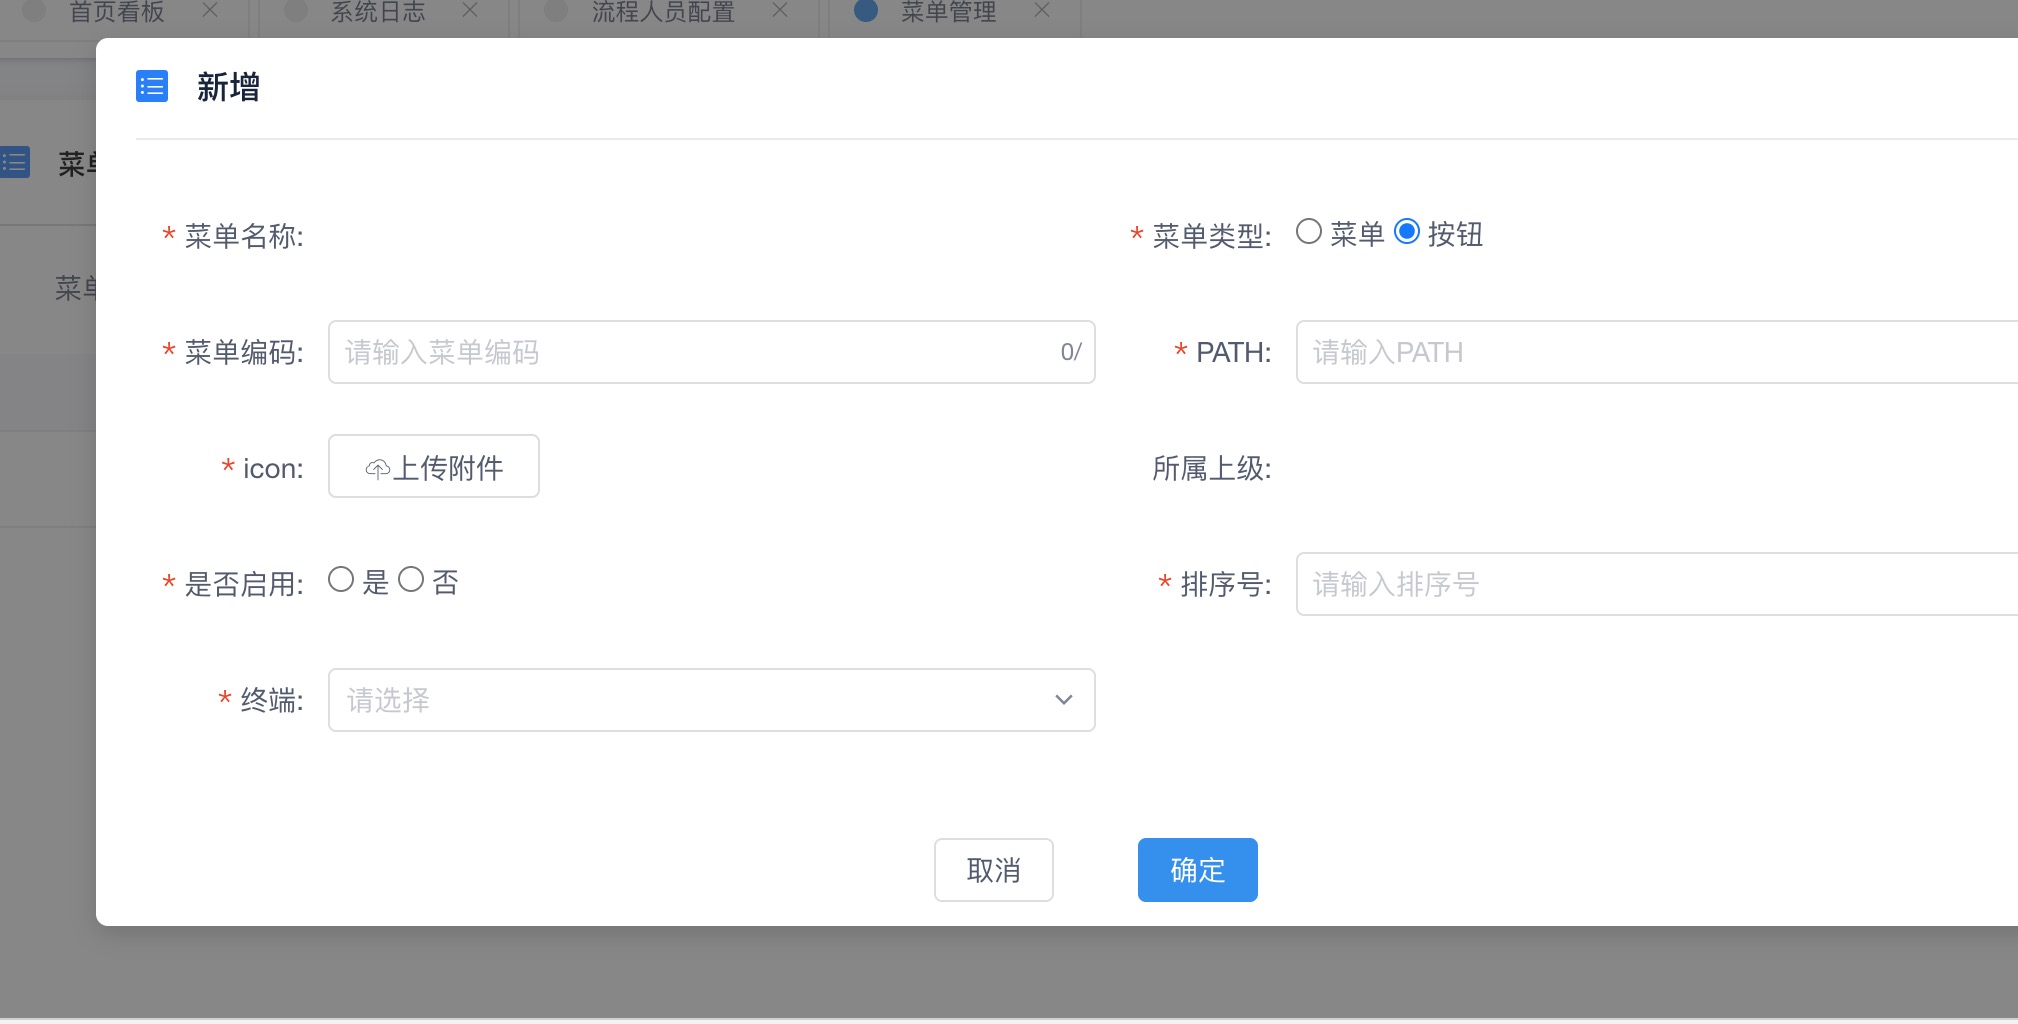 首页看板 系统日志 流程人员配置 菜单管理
新增
菜单
* 菜单名称: * 菜单类型: 菜单 按钮
菜单
* 菜单编码: 请输入菜单编码 0/ * PATH: 请输入PATH
* icon: 上传附件 所属上级:
* 是否启用: 是 否 * 排序号: 请输入排序号
* 终端: 请选择
取消 确定